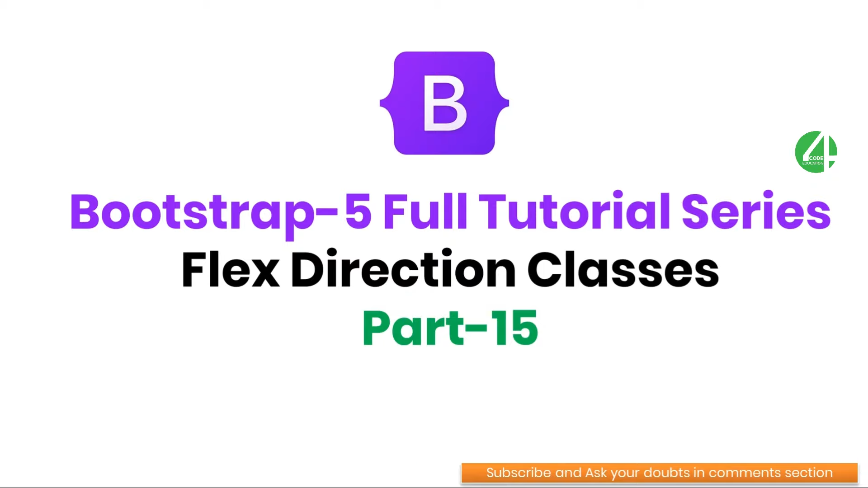 B
4
CODE
LEARNING
Bootstrap-5 Full Tutorial Series
Flex Direction Classes
Part-15
Subscribe and Ask your doubts in comments section